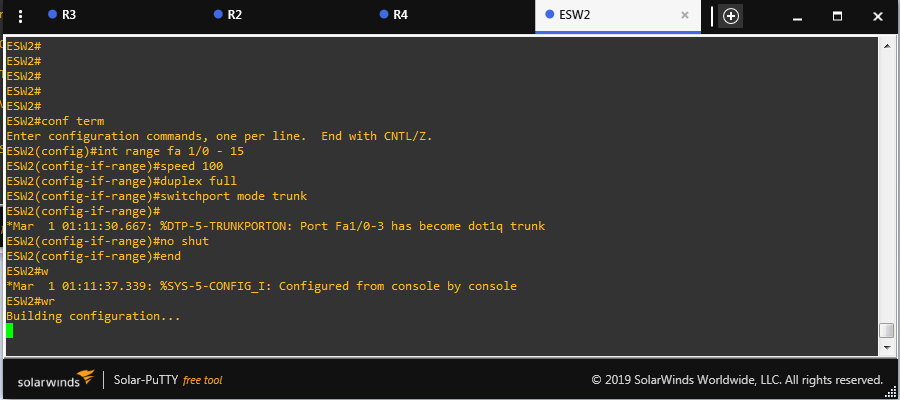 R3 R2 R4 ESW2
ESW2#
ESW2#
ESW2#
ESW2#
ESW2#
ESW2#conf term
Enter configuration commands, one per line.  End with CNTL/Z.
ESW2(config)#int range fa 1/0 - 15
ESW2(config-if-range)#speed 100
ESW2(config-if-range)#duplex full
ESW2(config-if-range)#switchport mode trunk
ESW2(config-if-range)#
*Mar  1 01:11:30.667: %DTP-5-TRUNKPORTON: Port Fa1/0-3 has become dot1q trunk
ESW2(config-if-range)#no shut
ESW2(config-if-range)#end
ESW2#w
*Mar  1 01:11:37.339: %SYS-5-CONFIG_I: Configured from console by console
ESW2#wr
Building configuration...
solarwinds Solar-PuTTY free tool © 2019 SolarWinds Worldwide, LLC. All rights reserved.